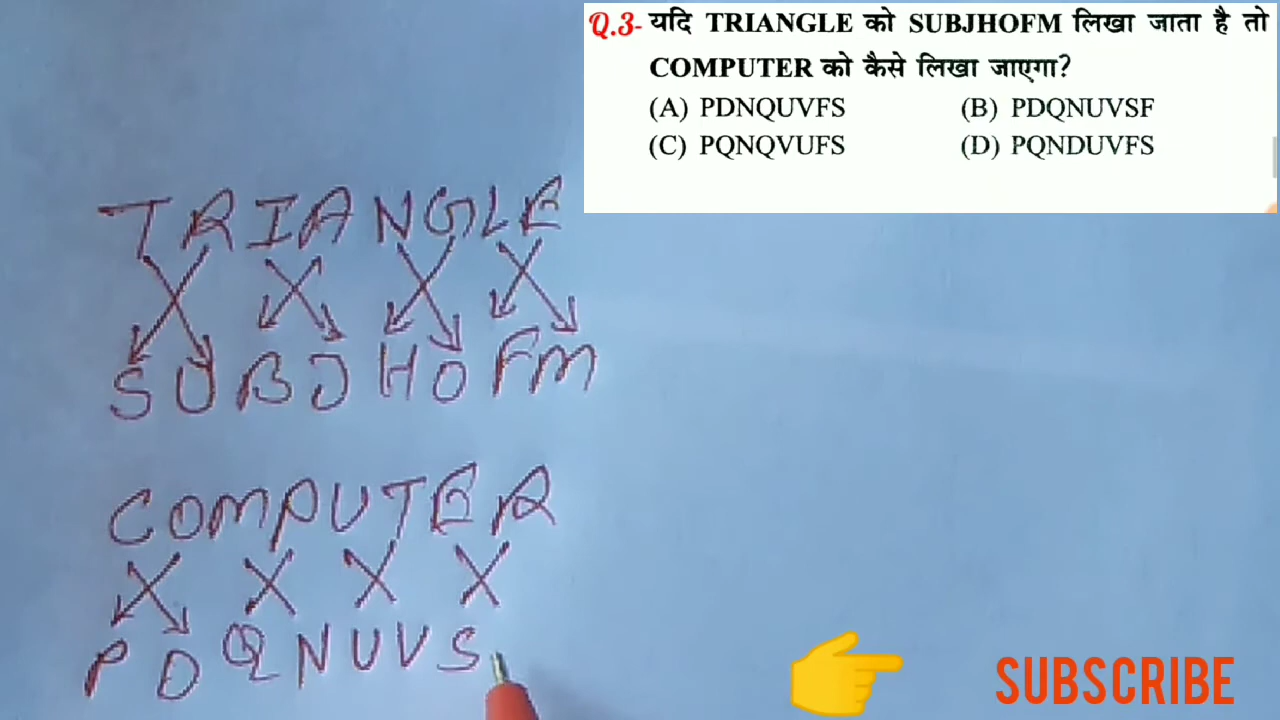 Q.3- यदि TRIANGLE को SUBJHOFM लिखा जाता है तो
COMPUTER को कैसे लिखा जाएगा?
(A) PDNQUVFS (B) PDQNUVSF
(C) PQNQVUFS (D) PQNDUVFS
TRIANGLE
SUBJHOFM
COMPUTER
PDQNUVS
SUBSCRIBE